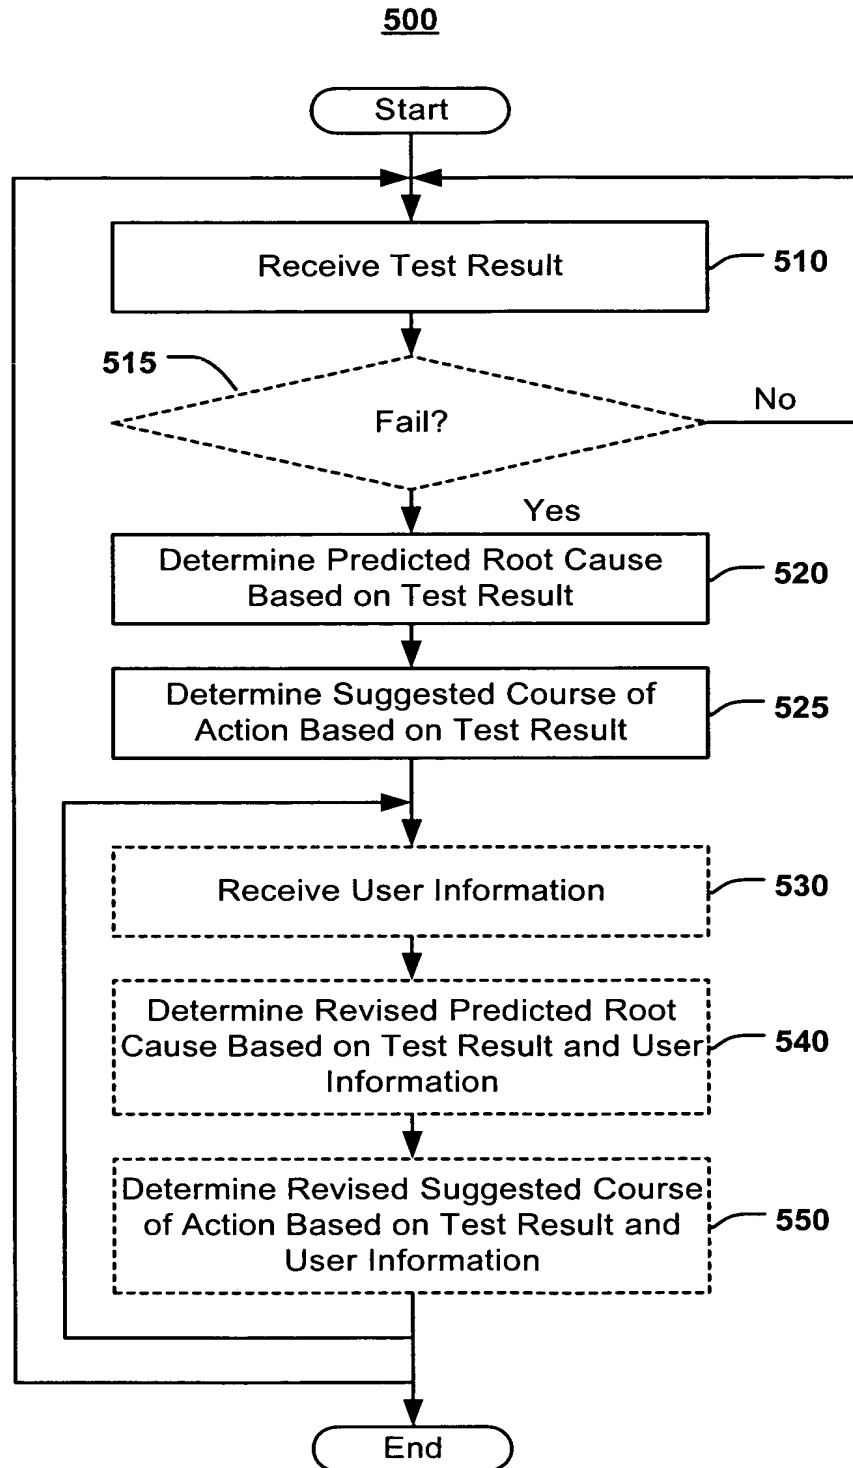 500
Start
Receive Test Result
510
515
Fail?
No
Yes
Determine Predicted Root Cause
Based on Test Result
520
Determine Suggested Course of
Action Based on Test Result
525
Receive User Information
530
Determine Revised Predicted Root
Cause Based on Test Result and User
Information
540
Determine Revised Suggested Course
of Action Based on Test Result and
User Information
550
End